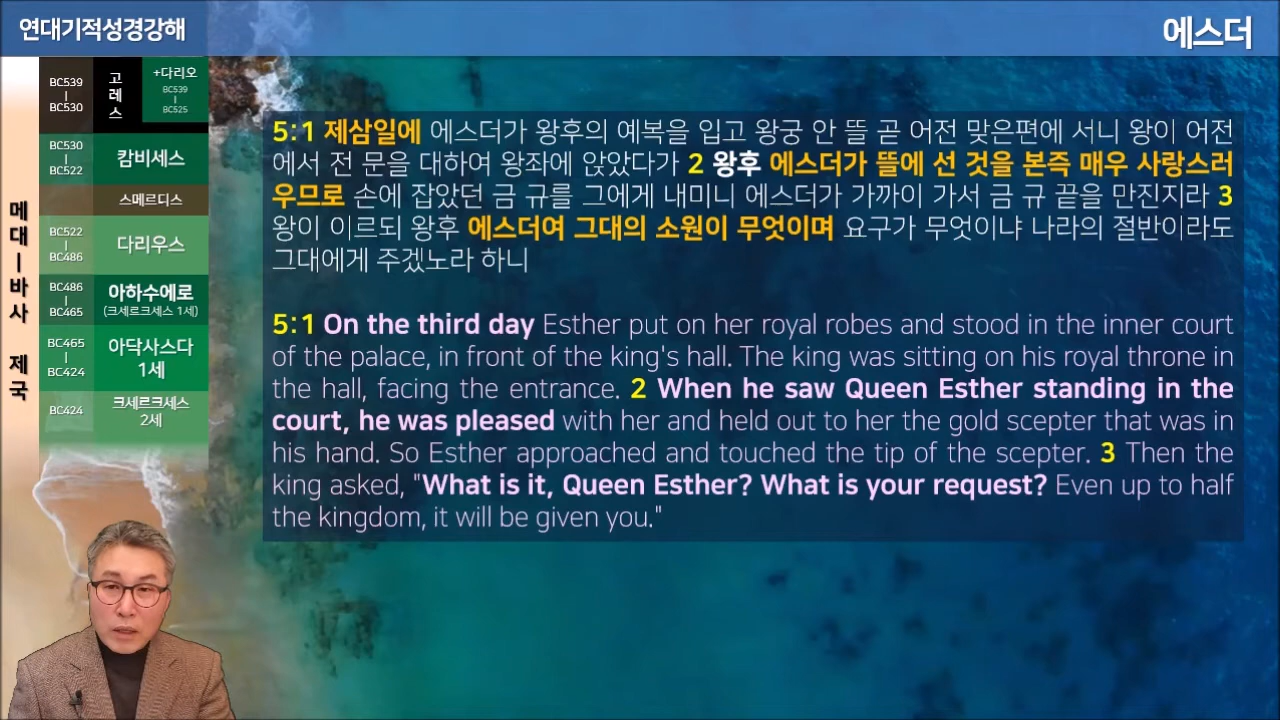 연대기적성경강해
에스더
메대ㅣ바사 제국
BC539
|
BC530
고레스
+다리오
BC539
|
BC525
BC530
|
BC522
캄비세스
스메르디스
BC522
|
BC486
다리우스
BC486
|
BC465
아하수에로
(크세르크세스 1세)
BC465
|
BC424
아닥사스다
1세
BC424
크세르크세스
2세
5:1 제삼일에 에스더가 왕후의 예복을 입고 왕궁 안 뜰 곧 어전 맞은편에 서니 왕이 어전
에서 전 문을 대하여 왕좌에 앉았다가 2 왕후 에스더가 뜰에 선 것을 본즉 매우 사랑스러
우므로 손에 잡았던 금 규를 그에게 내미니 에스더가 가까이 가서 금 규 끝을 만진지라 3
왕이 이르되 왕후 에스더여 그대의 소원이 무엇이며 요구가 무엇이냐 나라의 절반이라도
그대에게 주겠노라 하니
5:1 On the third day Esther put on her royal robes and stood in the inner court
of the palace, in front of the king's hall. The king was sitting on his royal throne in
the hall, facing the entrance. 2 When he saw Queen Esther standing in the
court, he was pleased with her and held out to her the gold scepter that was in
his hand. So Esther approached and touched the tip of the scepter. 3 Then the
king asked, "What is it, Queen Esther? What is your request? Even up to half
the kingdom, it will be given you."